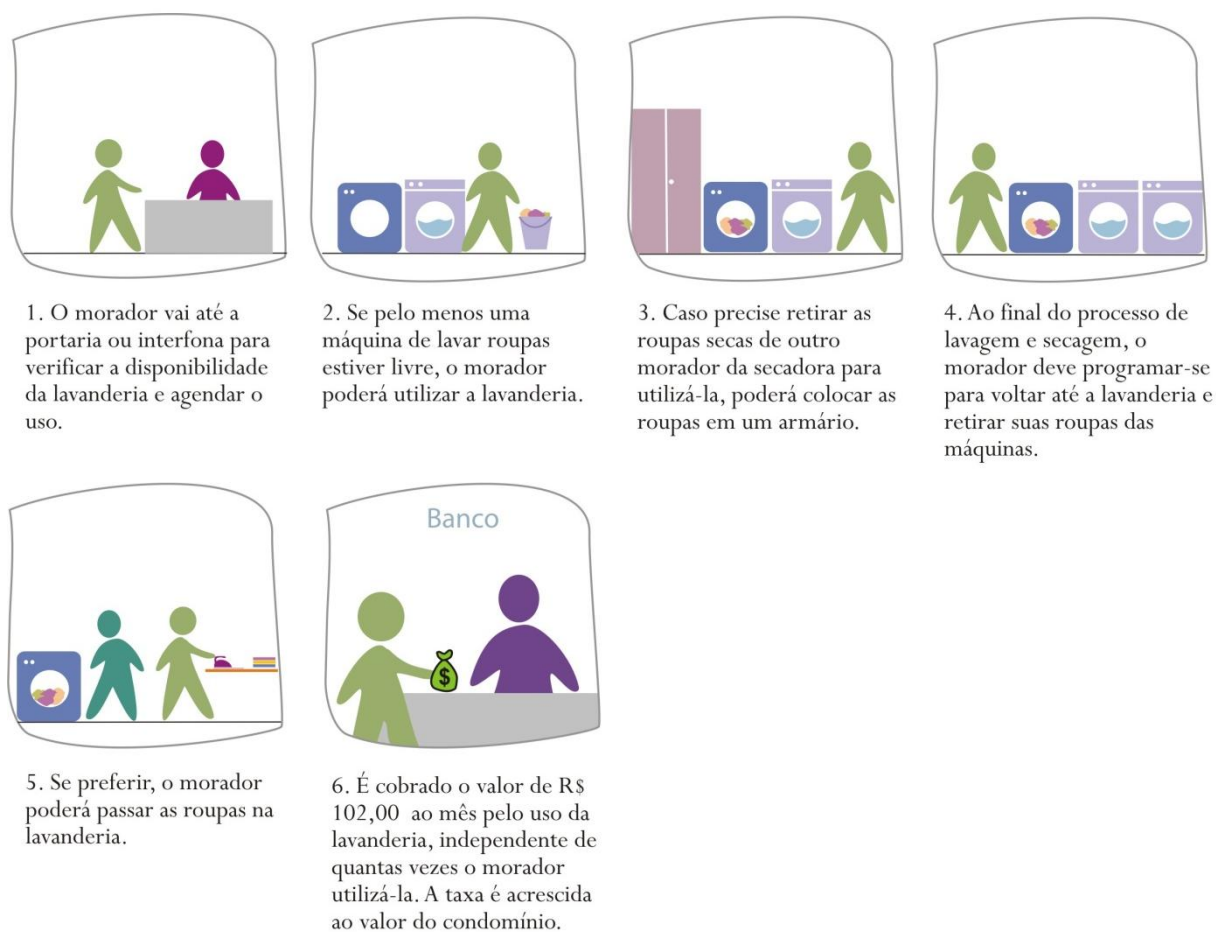 1. O morador vai até a
portaria ou interfona para
verificar a disponibilidade
da lavanderia e agendar o
uso.
2. Se pelo menos uma
máquina de lavar roupas
estiver livre, o morador
poderá utilizar a lavanderia.
3. Caso precise retirar as
roupas secas de outro
morador da secadora para
utilizá-la, poderá colocar as
roupas em um armário.
4. Ao final do processo de
lavagem e secagem, o
morador deve programar-se
para voltar até a lavanderia e
retirar suas roupas das
máquinas.
5. Se preferir, o morador
poderá passar as roupas na
lavanderia.
Banco
$
6. É cobrado o valor de R$
102,00 ao mês pelo uso da
lavanderia, independente de
quantas vezes o morador
utilizá-la. A taxa é acrescida
ao valor do condomínio.